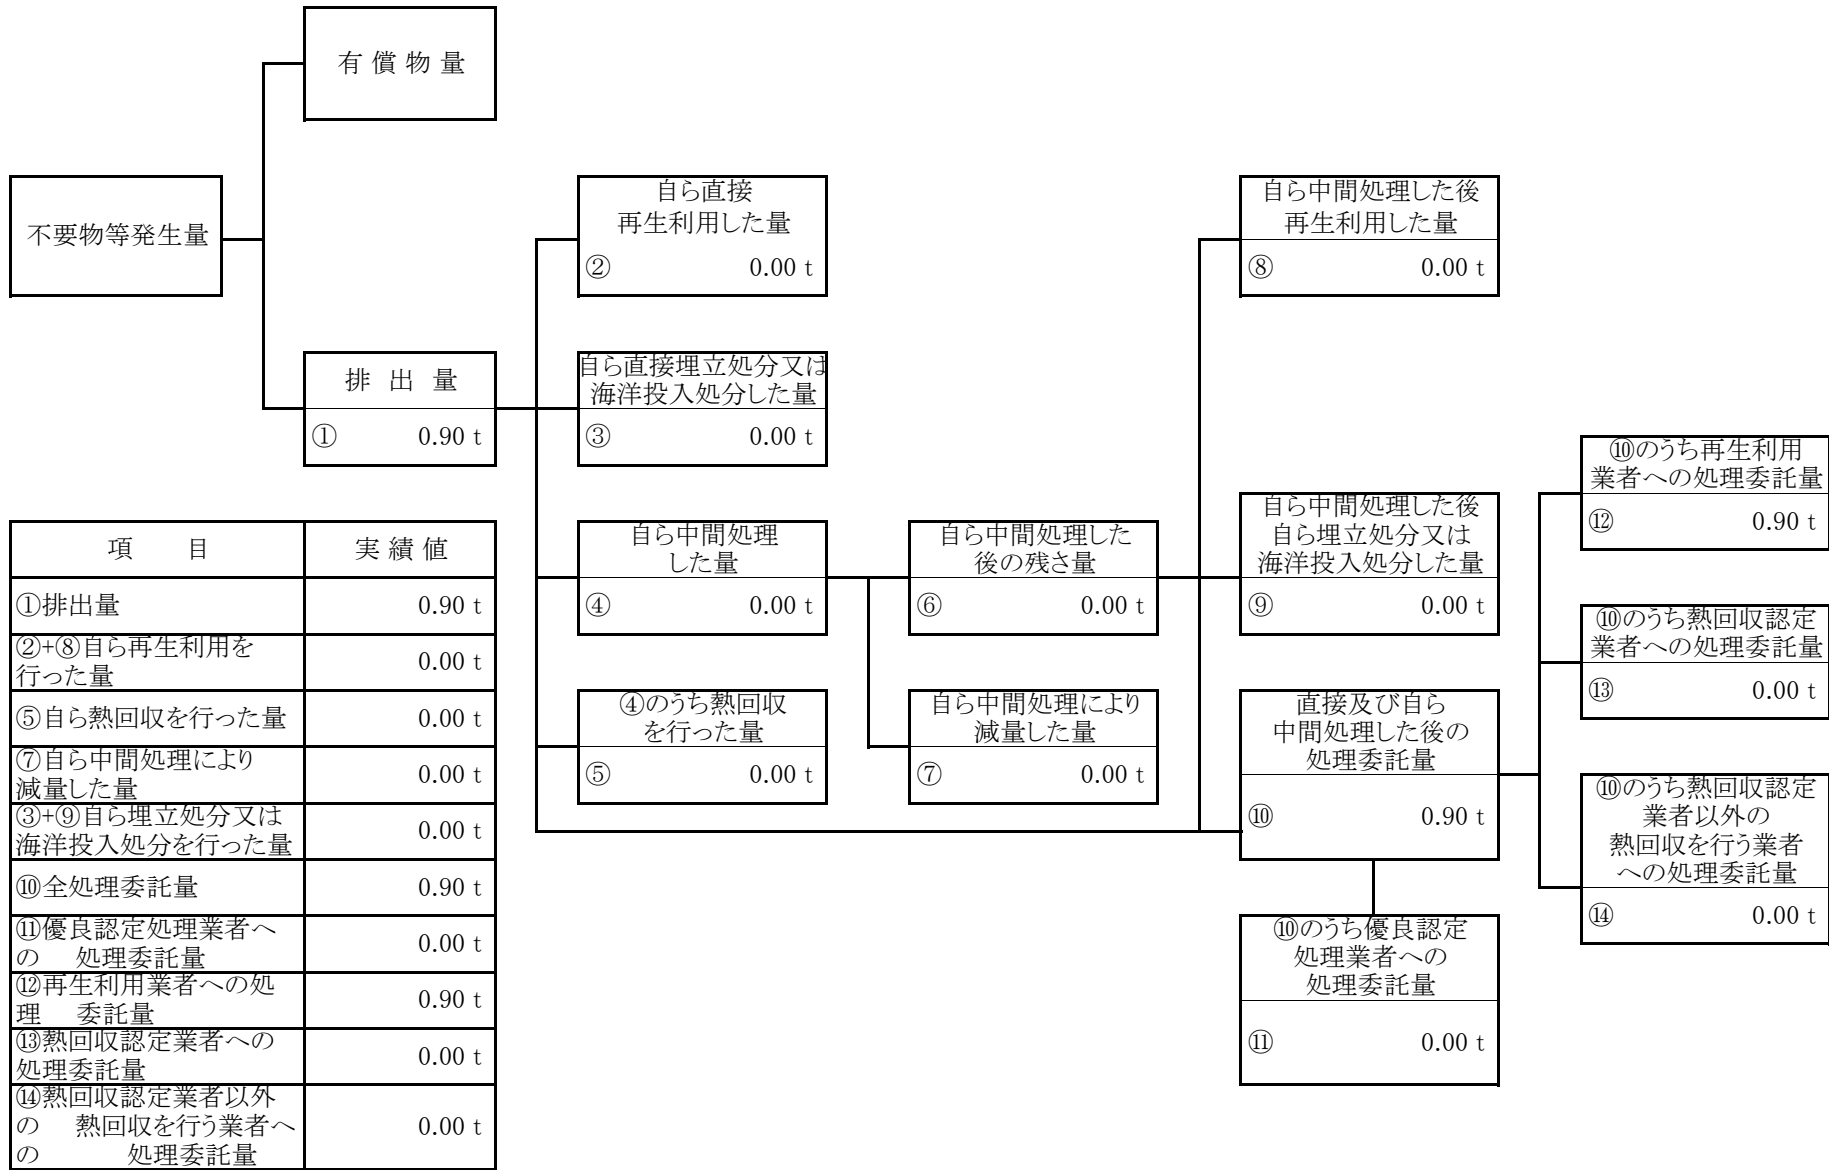 有 償 物 量
不要物等発生量
排 出 量
① 0.90 t
自ら直接
再生利用した量
② 0.00 t
自ら直接埋立処分又は
海洋投入処分した量
③ 0.00 t
自ら中間処理
した量
④ 0.00 t
④のうち熱回収
を行った量
⑤ 0.00 t
自ら中間処理した
後の残さ量
⑥ 0.00 t
自ら中間処理により
減量した量
⑦ 0.00 t
自ら中間処理した後
再生利用した量
⑧ 0.00 t
自ら中間処理した後
自ら埋立処分又は
海洋投入処分した量
⑨ 0.00 t
直接及び自ら
中間処理した後の
処理委託量
⑩ 0.90 t
⑩のうち優良認定
処理業者への
処理委託量
⑪ 0.00 t
⑩のうち再生利用
業者への処理委託量
⑫ 0.90 t
⑩のうち熱回収認定
業者への処理委託量
⑬ 0.00 t
⑩のうち熱回収認定
業者以外の
熱回収を行う業者
への処理委託量
⑭ 0.00 t
項 目 実 績 値
①排出量 0.90 t
②+⑧自ら再生利用を
行った量 0.00 t
⑤自ら熱回収を行った量 0.00 t
⑦自ら中間処理により
減量した量 0.00 t
③+⑨自ら埋立処分又は
海洋投入処分を行った量 0.00 t
⑩全処理委託量 0.90 t
⑪優良認定処理業者へ
の 処理委託量 0.00 t
⑫再生利用業者への処
理 委託量 0.90 t
⑬熱回収認定業者への
処理委託量 0.00 t
⑭熱回収認定業者以外
の 熱回収を行う業者へ 0.00 t
の 処理委託量